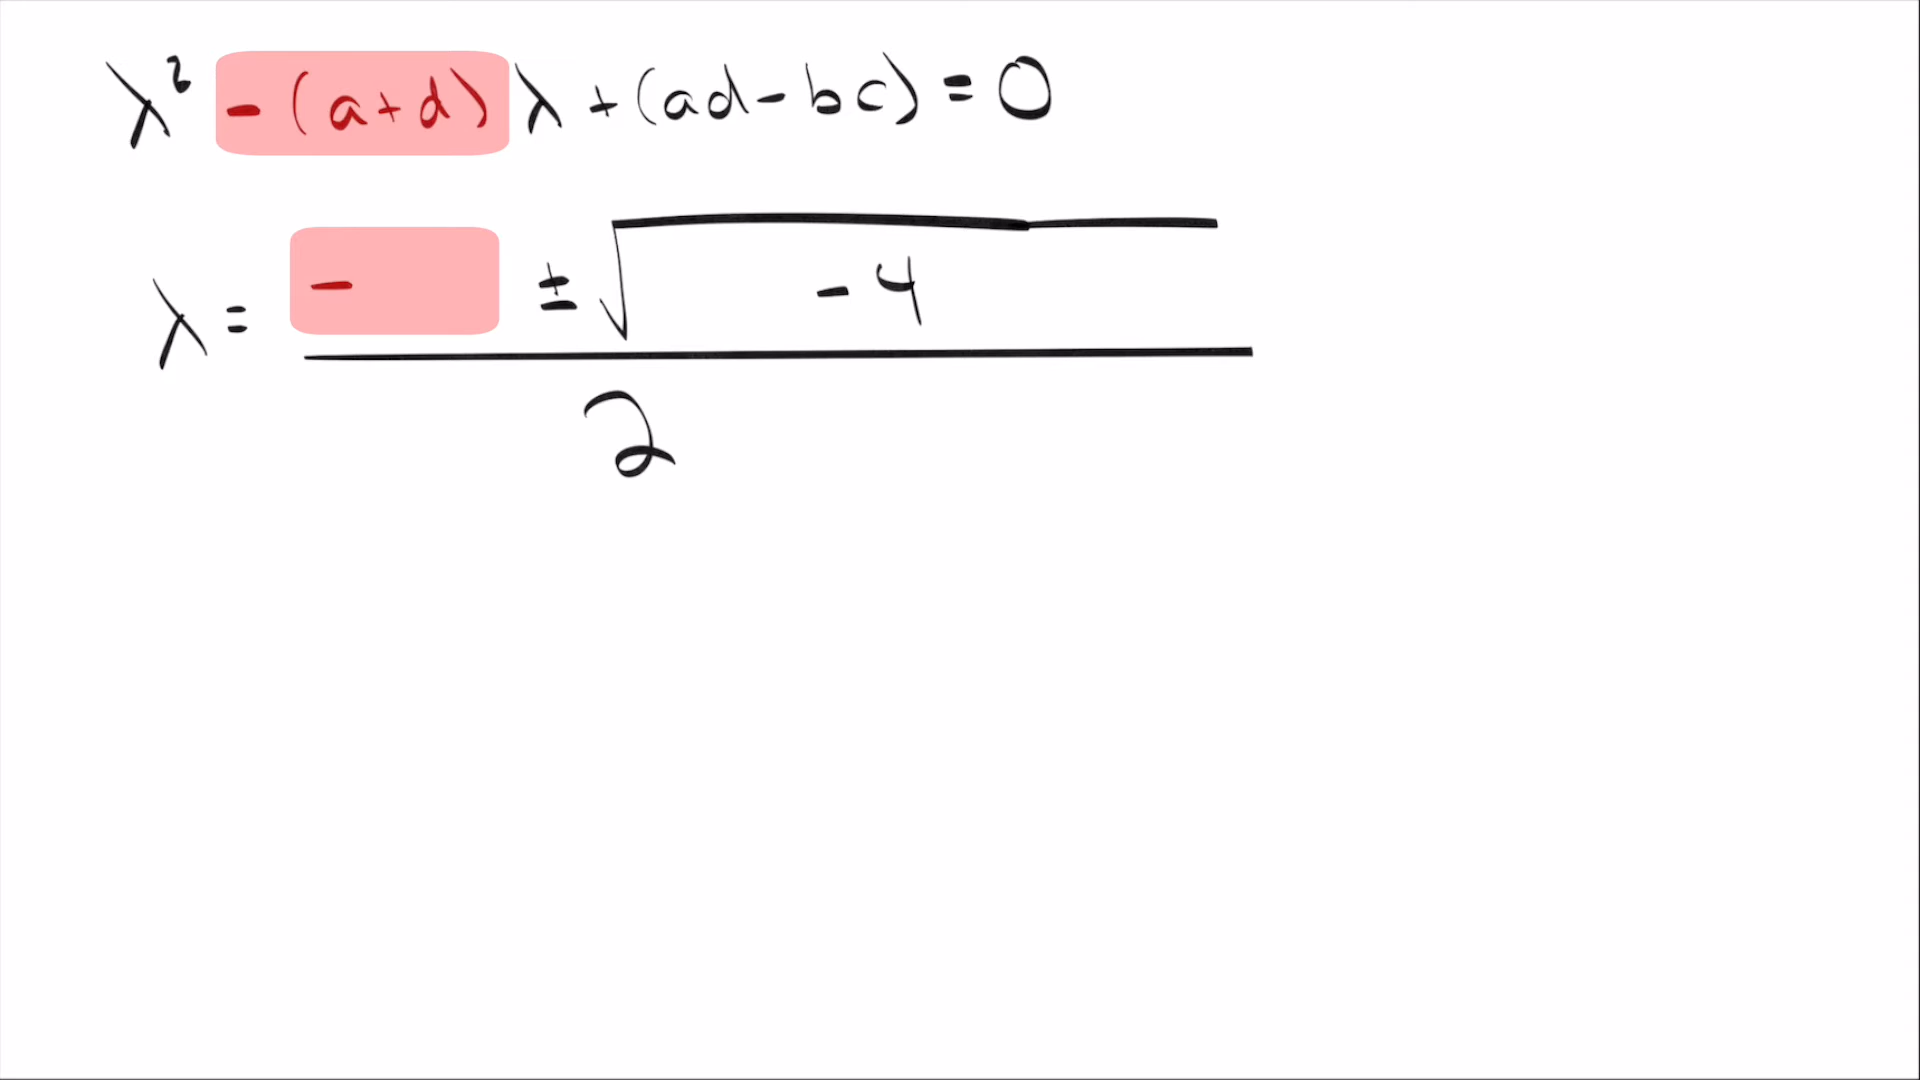 λ² - (a+d) λ + (ad - bc) = 0
λ = - ± √ - 4
2